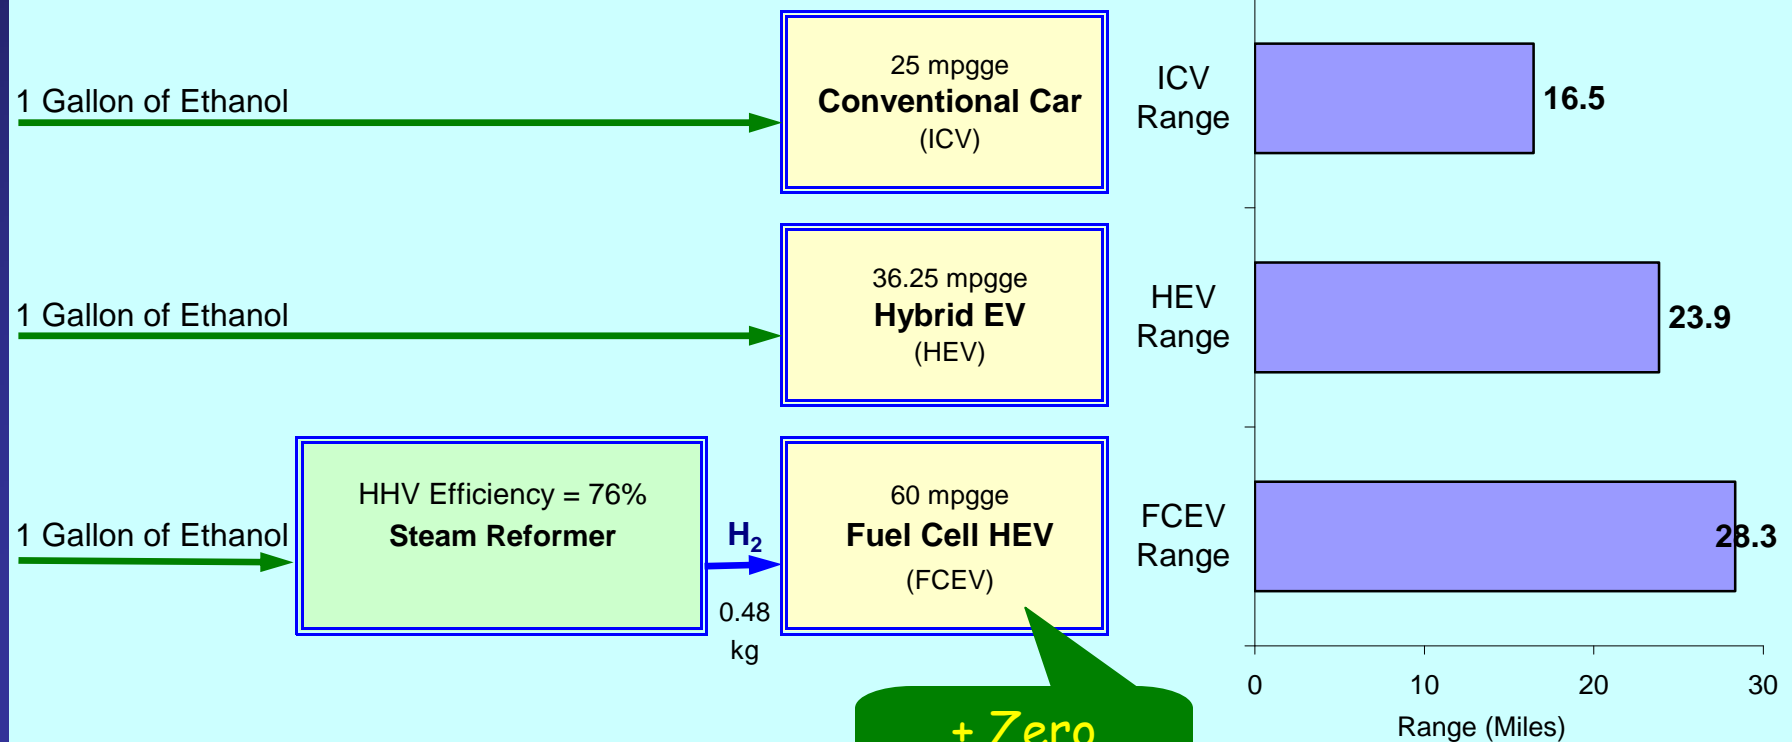 1 Gallon of Ethanol
25 mpgge
Conventional Car
(ICV)
ICV
Range
16.5
1 Gallon of Ethanol
36.25 mpgge
Hybrid EV
(HEV)
HEV
Range
23.9
1 Gallon of Ethanol
HHV Efficiency = 76%
Steam Reformer
H₂
0.48
kg
60 mpgge
Fuel Cell HEV
(FCEV)
FCEV
Range
28.3
0 10 20 30
Range (Miles)
+ Zero